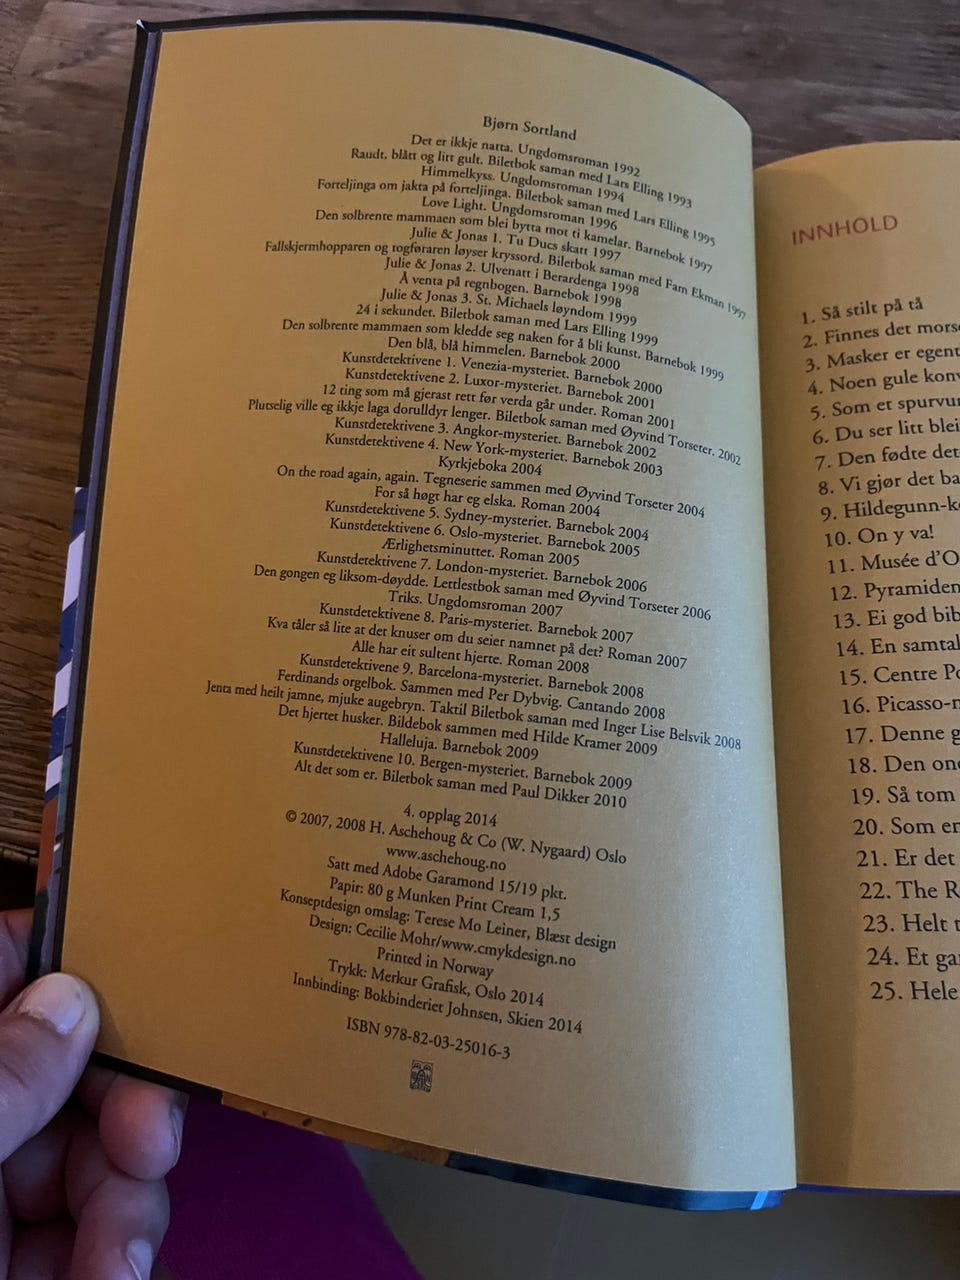 Bjørn Sortland
Det er ikkje natta. Ungdomsroman 1992
Raudt, blått og litt gult. Biletbok saman med Lars Elling 1993
Himmelkyss. Ungdomsroman 1994
Forteljinga om jakta på forteljinga. Biletbok saman med Lars Elling 1995
Love Light. Ungdomsroman 1996
Den solbrente mammaen som blei bytta mot ti kamelar. Barnebok 1997
Julie & Jonas 1. Tu Ducs skatt 1997
Fallskjermhopparen og togføraren løyser kryssord. Biletbok saman med Fam Ekman 1997
Julie & Jonas 2. Ulvenatt i Berardenga 1998
Å venta på regnbogen. Barnebok 1998
Julie & Jonas 3. St. Michaels løyndom 1999
24 i sekundet. Biletbok saman med Lars Elling 1999
Den solbrente mammaen som kledde seg naken for å bli kunst. Barnebok 1999
Den blå, blå himmelen. Barnebok 2000
Kunstdetektivene 1. Venezia-mysteriet. Barnebok 2000
Kunstdetektivene 2. Luxor-mysteriet. Barnebok 2001
12 ting som må gjerast rett før verda går under. Roman 2001
Plutselig ville eg ikkje laga dorulldyr lenger. Biletbok saman med Øyvind Torseter. 2002
Kunstdetektivene 3. Angkor-mysteriet. Barnebok 2002
Kunstdetektivene 4. New York-mysteriet. Barnebok 2003
Kyrkjeboka 2004
On the road again, again. Tegneserie sammen med Øyvind Torseter 2004
For så høgt har eg elska. Roman 2004
Kunstdetektivene 5. Sydney-mysteriet. Barnebok 2004
Kunstdetektivene 6. Oslo-mysteriet. Barnebok 2005
Ærlighetsminuttet. Roman 2005
Kunstdetektivene 7. London-mysteriet. Barnebok 2006
Den gongen eg liksom-døydde. Lettlestbok saman med Øyvind Torseter 2006
Triks. Ungdomsroman 2007
Kunstdetektivene 8. Paris-mysteriet. Barnebok 2007
Kva tåler så lite at det knuser om du seier namnet på det? Roman 2007
Alle har eit sultent hjerte. Roman 2008
Kunstdetektivene 9. Barcelona-mysteriet. Barnebok 2008
Ferdinands orgelbok. Sammen med Per Dybvig. Cantando 2008
Jenta med heilt jamne, mjuke augebryn. Taktil Biletbok saman med Inger Lise Belsvik 2008
Det hjertet husker. Bildebok sammen med Hilde Kramer 2009
Halleluja. Barnebok 2009
Kunstdetektivene 10. Bergen-mysteriet. Barnebok 2009
Alt det som er. Biletbok saman med Paul Dikker 2010
4. opplag 2014
© 2007, 2008 H. Aschehoug & Co (W. Nygaard) Oslo
www.aschehoug.no
Satt med Adobe Garamond 15/19 pkt.
Papir: 80 g Munken Print Cream 1,5
Konseptdesign omslag: Terese Mo Leiner, Blæst design
Design: Cecilie Mohr/www.cmykdesign.no
Printed in Norway
Trykk: Merkur Grafisk, Oslo 2014
Innbinding: Bokbinderiet Johnsen, Skien 2014
ISBN 978-82-03-25016-3
INNHOLD
1. Så stilt på tå
2. Finnes det morse
3. Masker er egent
4. Noen gule konv
5. Som et spurvun
6. Du ser litt blei
7. Den fødte det
8. Vi gjør det ba
9. Hildegunn-k
10. On y va!
11. Musée d'O
12. Pyramiden
13. Ei god bib
14. En samtal
15. Centre Po
16. Picasso-m
17. Denne g
18. Den ond
19. Så tom
20. Som en
21. Er det
22. The R
23. Helt t
24. Et ga
25. Hele